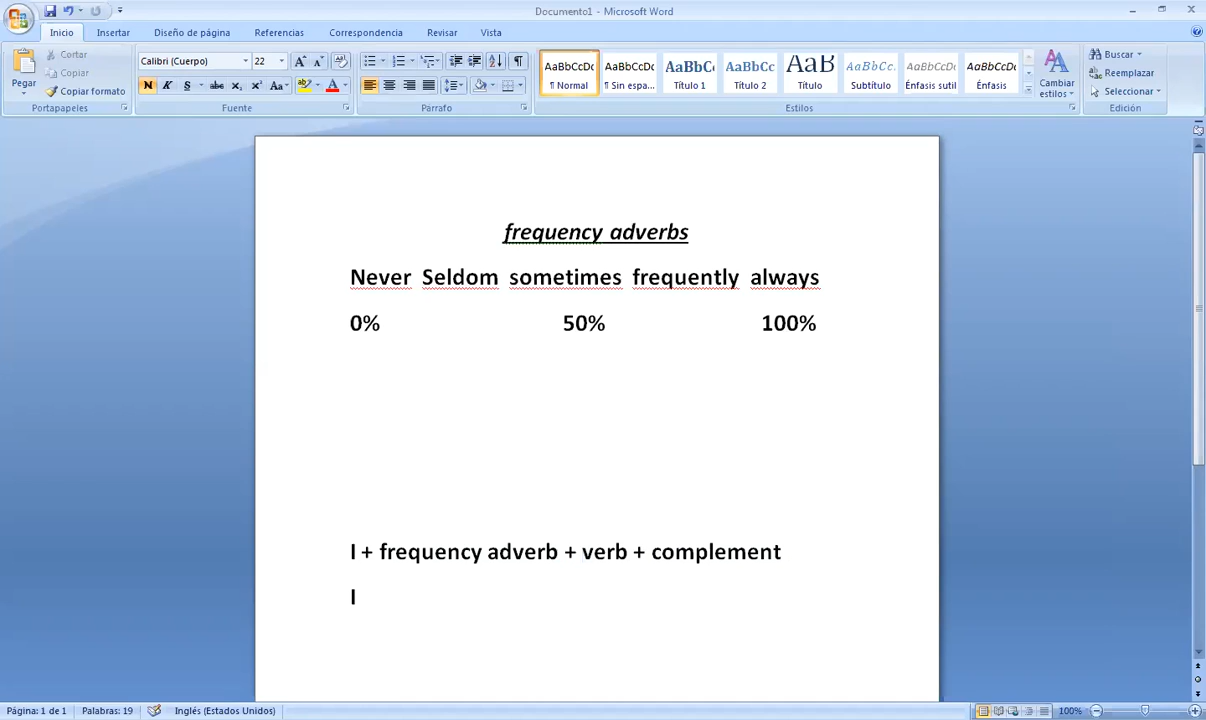 Documento1 - Microsoft Word
Inicio Insertar Diseño de página Referencias Correspondencia Revisar Vista
Pegar
Cortar
Copiar
Copiar formato
Portapapeles
Calibri (Cuerpo) 22
Fuente
Párrafo
AaBbCcDc AaBbCcDc AaBbCc AaBbCc AaB AaBbCc. AaBbCcDc AaBbCcDc
¶ Normal ¶ Sin espa... Título 1 Título 2 Título Subtítulo Énfasis sutil Énfasis
Cambiar estilos
Estilos
Buscar
Reemplazar
Seleccionar
Edición
frequency adverbs
Never Seldom sometimes frequently always
0% 50% 100%
I + frequency adverb + verb + complement
I
Página: 1 de 1 Palabras: 19 Inglés (Estados Unidos) 100%